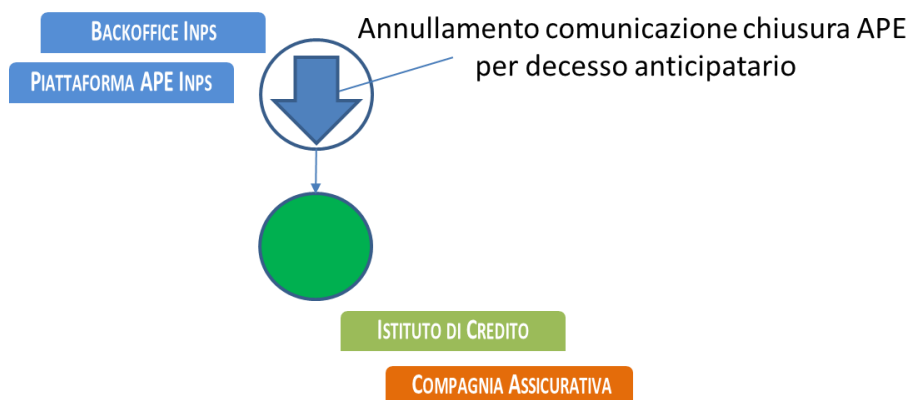 BACKOFFICE INPS
Annullamento comunicazione chiusura APE
per decesso anticipatario
PIATTAFORMA APE INPS
ISTITUTO DI CREDITO
COMPAGNIA ASSICURATIVA